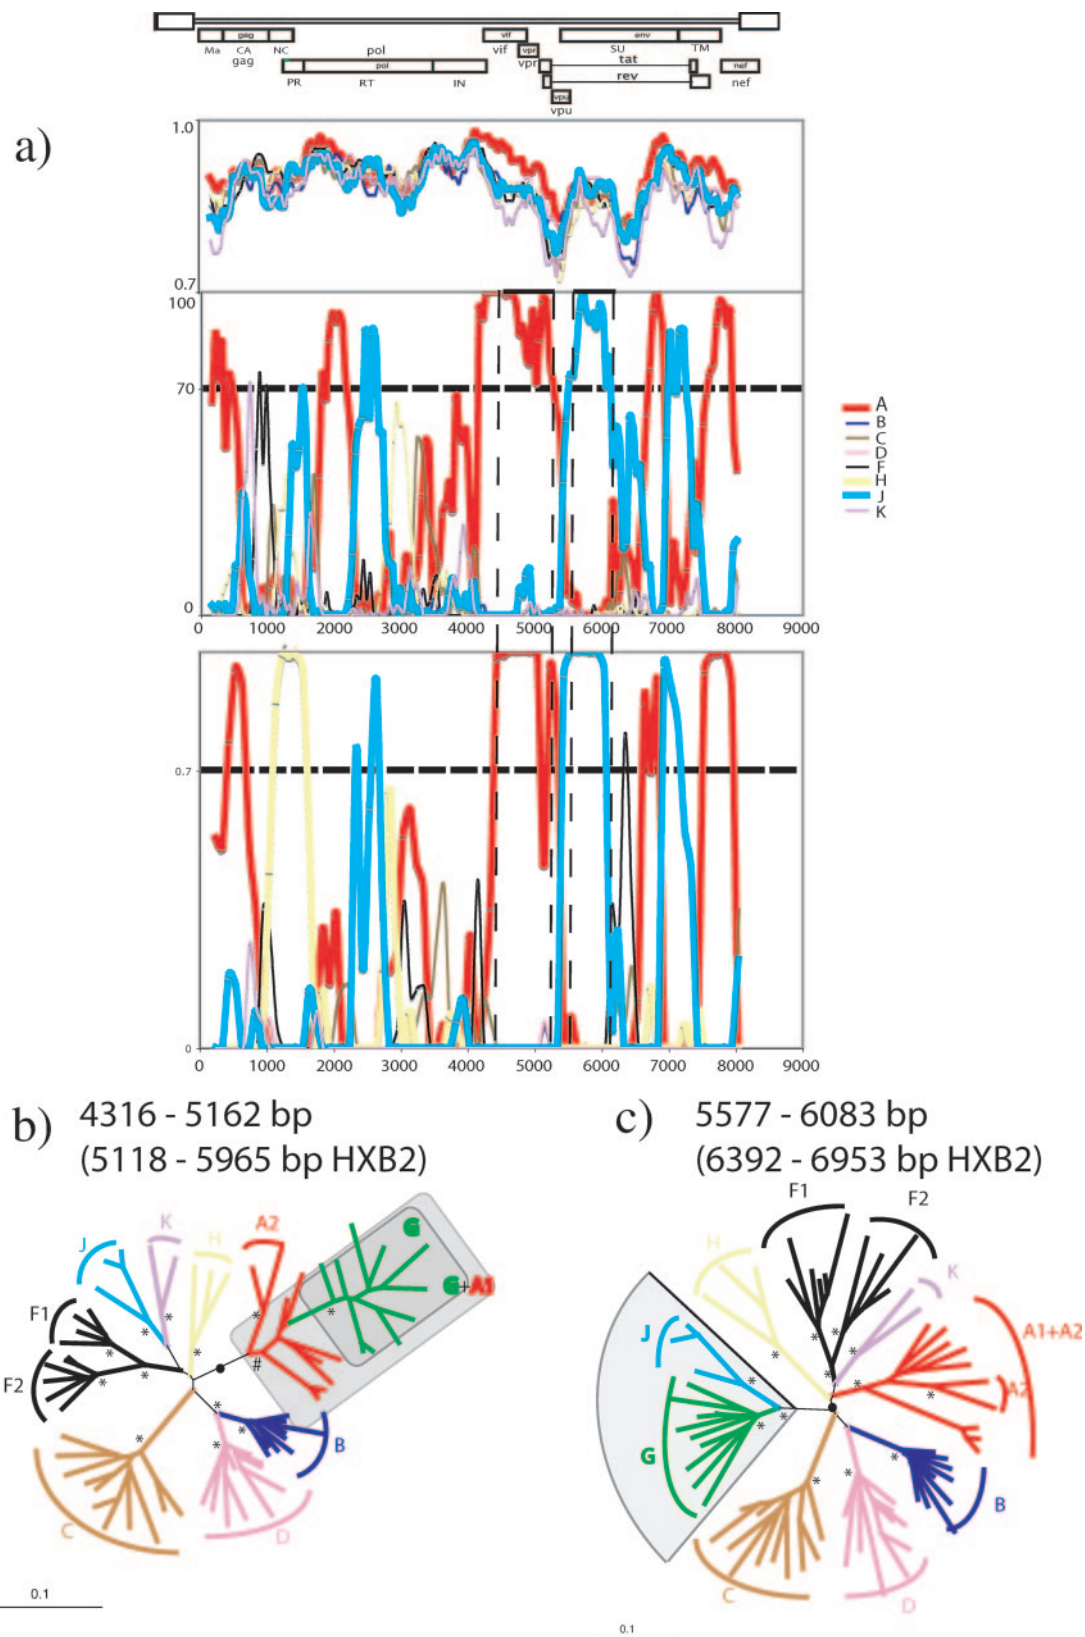 gag
vif
env
Ma CA NC
pol
vif
vpr
SU
TM
gag
vpr
tat
pol
nef
PR RT IN
rev
nef
vpu
vpu
a)
1.0
0.7
100
70
0
0 1000 2000 3000 4000 5000 6000 7000 8000 9000
A
B
C
D
F
H
J
K
0.7
0
0 1000 2000 3000 4000 5000 6000 7000 8000 9000
b) 4316 - 5162 bp
(5118 - 5965 bp HXB2)
c) 5577 - 6083 bp
(6392 - 6953 bp HXB2)
K
H
A2
G
J
G+A1
F1
*
#
F2
B
C
D
0.1
F1
F2
H
K
A1+A2
J
A2
G
B
C
D
0.1